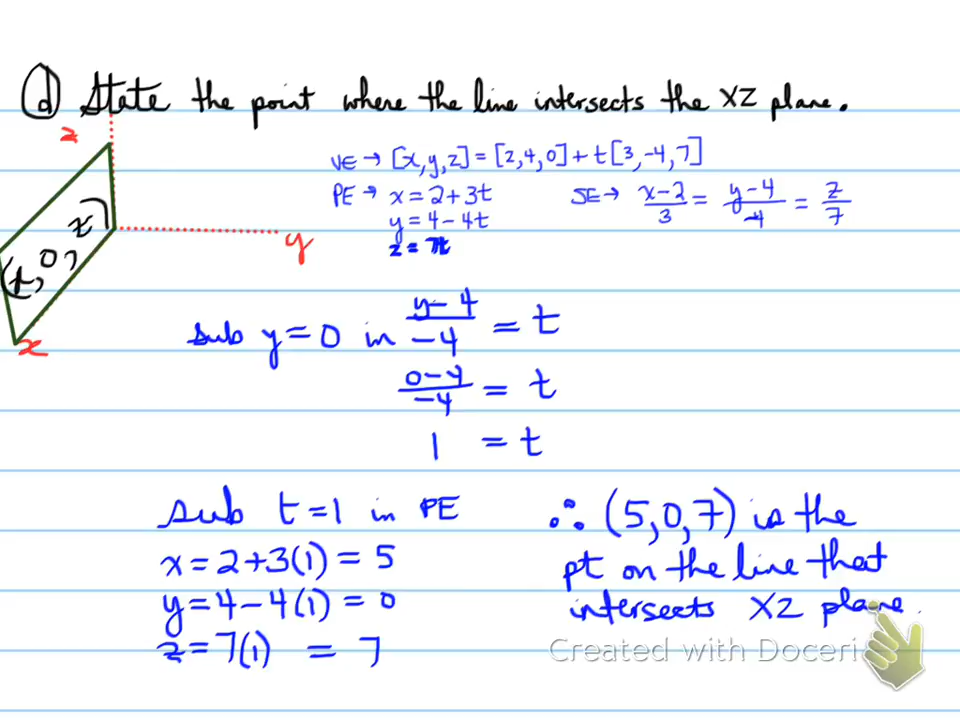 (d) State the point where the line intersects the XZ plane.
z
VE → [x,y,z] = [2,4,0] + t[3,-4,7]
PE → x = 2+3t
SE → x-2/3 = y-4/-4 = z/7
y = 4-4t
z = 7t
y
(x, 0, z)
x
sub y=0 in y-4/-4 = t
0-4/-4 = t
1 = t
sub t=1 in PE
x = 2+3(1) = 5
y = 4-4(1) = 0
z = 7(1) = 7
∴ (5,0,7) is the
pt on the line that
intersects XZ plane.
Created with Doceri